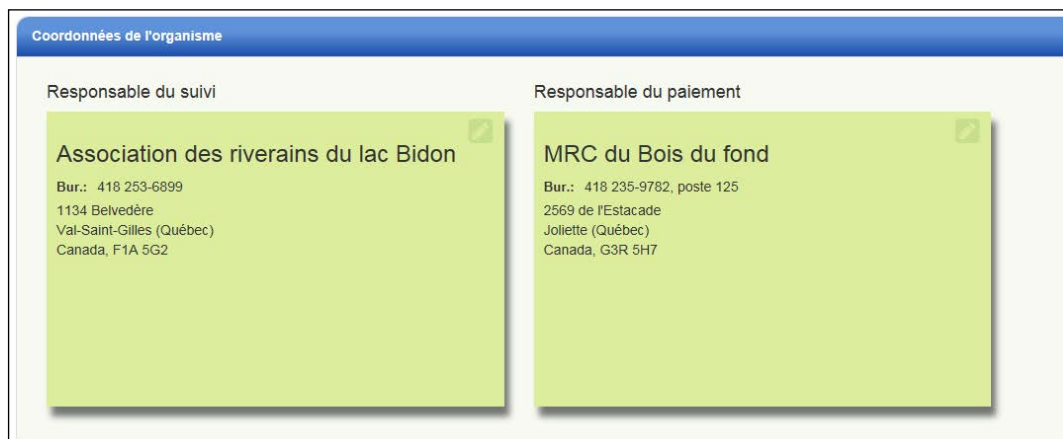 Coordonnées de l'organisme
Responsable du suivi
Association des riverains du lac Bidon
Bur.: 418 253-6899
1134 Belvedère
Val-Saint-Gilles (Québec)
Canada, F1A 5G2
Responsable du paiement
MRC du Bois du fond
Bur.: 418 235-9782, poste 125
2569 de l'Estacade
Joliette (Québec)
Canada, G3R 5H7